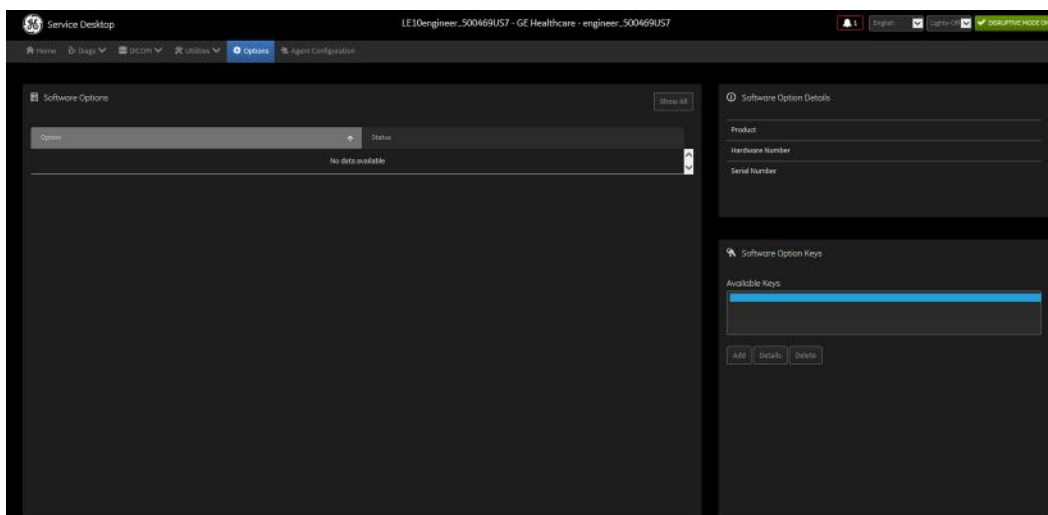 Service Desktop
LE10engineer_500469US7 - GE Healthcare - engineer_500469US7
1
English
Lights-Off
DISRUPTIVE MODE ON
Home
Diags
DICOM
Utilities
Options
Agent Configuration
Software Options
Show All
Option
Status
No data available
Software Option Details
Product
Hardware Number
Serial Number
Software Option Keys
Available Keys
Add
Details
Delete